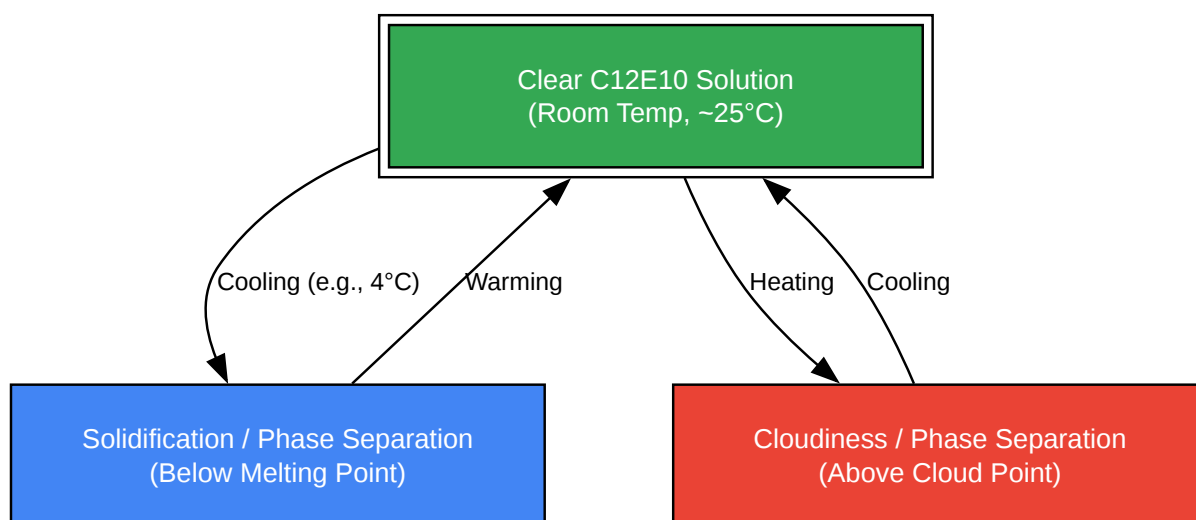 Clear C12E10 Solution
(Room Temp, ~25°C)
Cooling (e.g., 4°C)
Warming
Heating
Cooling
Solidification / Phase Separation
(Below Melting Point)
Cloudiness / Phase Separation
(Above Cloud Point)